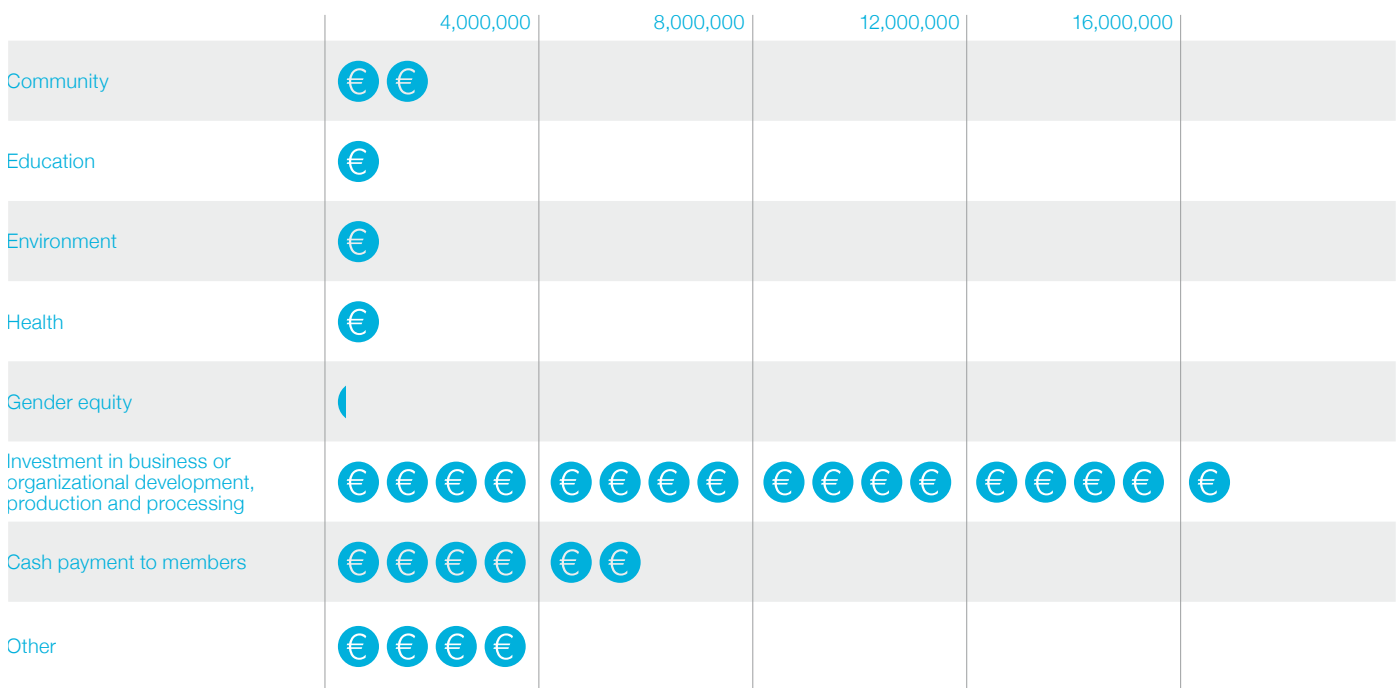 4,000,000 8,000,000 12,000,000 16,000,000
Community € €
Education €
Environment €
Health €
Gender equity
Investment in business or
organizational development,
production and processing
€ € € € € € € € € € € € € € € € €
Cash payment to members € € € € € €
Other € € € €